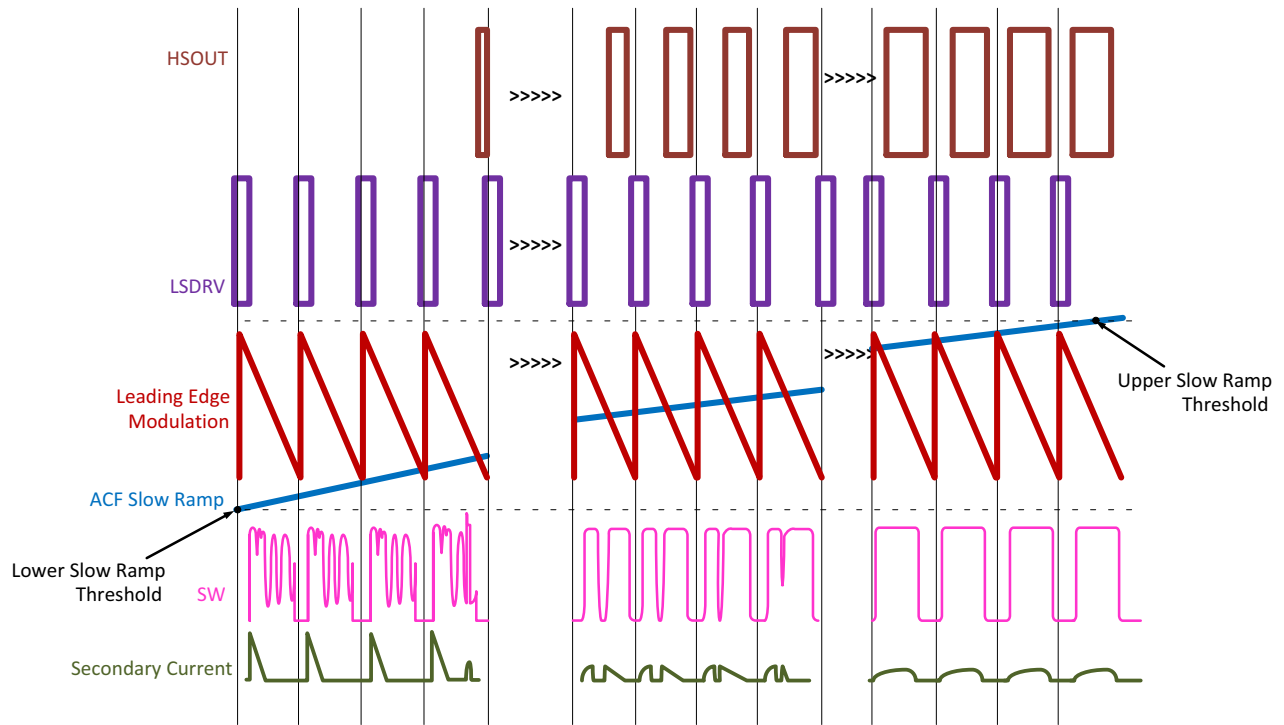 HSOUT
>>>>>
>>>>>
LSDRV
>>>>>
Leading Edge
Modulation
>>>>>
>>>>>
Upper Slow Ramp
Threshold
ACF Slow Ramp
Lower Slow Ramp
Threshold
SW
Secondary Current